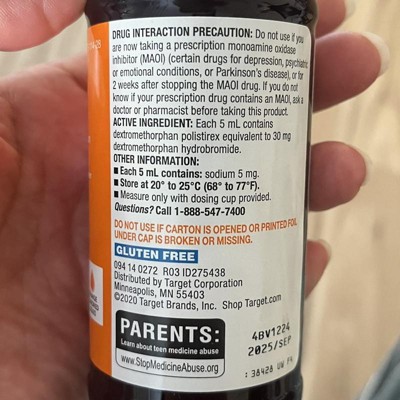 DRUG INTERACTION PRECAUTION: Do not use if you
are now taking a prescription monoamine oxidase
inhibitor (MAOI) (certain drugs for depression, psychiatric
or emotional conditions, or Parkinson's disease), or for
2 weeks after stopping the MAOI drug. If you do not
know if your prescription drug contains an MAOI, ask a
doctor or pharmacist before taking this product.
ACTIVE INGREDIENT: Each 5 mL contains
dextromethorphan polistirex equivalent to 30 mg
dextromethorphan hydrobromide.
OTHER INFORMATION:
■ Each 5 mL contains: sodium 5 mg.
■ Store at 20° to 25°C (68° to 77°F).
■ Measure only with dosing cup provided.
Questions? Call 1-888-547-7400
DO NOT USE IF CARTON IS OPENED OR PRINTED FOIL
UNDER CAP IS BROKEN OR MISSING.
GLUTEN FREE
094 14 0272 R03 ID275438
Distributed by Target Corporation
Minneapolis, MN 55403
©2020 Target Brands, Inc. Shop Target.com
PARENTS:
Learn about teen medicine abuse
www.StopMedicineAbuse.org
4BV1224
2025/SEP